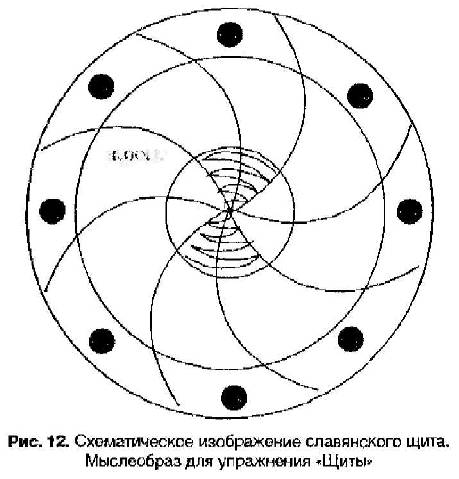 Рис. 12. Схематическое изображение славянского щита.
Мыслеобраз для упражнения «Щиты»